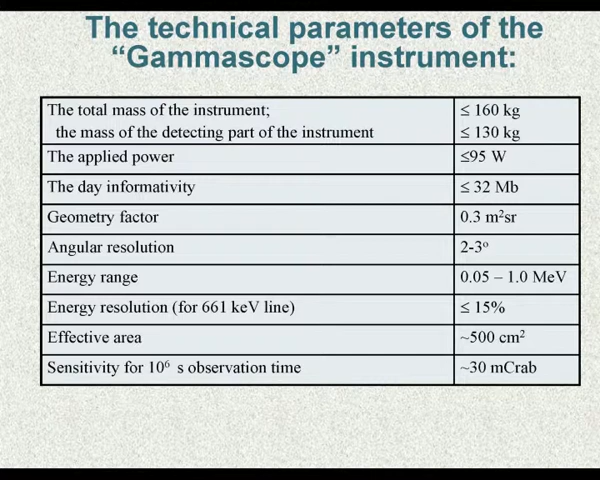 The technical parameters of the
“Gammascope” instrument:
The total mass of the instrument; ≤ 160 kg
the mass of the detecting part of the instrument ≤ 130 kg
The applied power ≤95 W
The day informativity ≤ 32 Mb
Geometry factor 0.3 m²sr
Angular resolution 2-3º
Energy range 0.05 – 1.0 MeV
Energy resolution (for 661 keV line) ≤ 15%
Effective area ~500 cm²
Sensitivity for 10⁶ s observation time ~30 mCrab